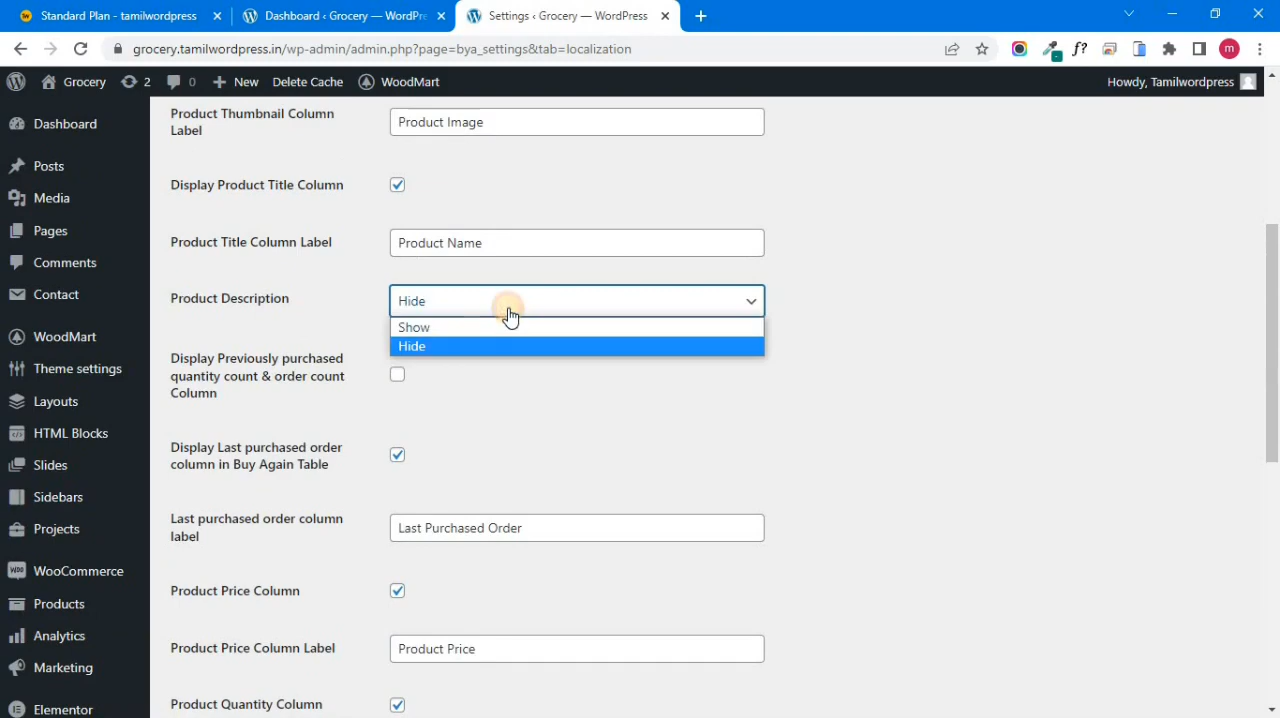 Standard Plan - tamilwordpress
Dashboard ‹ Grocery — WordPre
Settings ‹ Grocery — WordPress
grocery.tamilwordpress.in/wp-admin/admin.php?page=bya_settings&tab=localization
f?
m
Grocery
2
0
New
Delete Cache
WoodMart
Howdy, Tamilwordpress
Dashboard
Posts
Media
Pages
Comments
Contact
WoodMart
Theme settings
Layouts
HTML Blocks
Slides
Sidebars
Projects
WooCommerce
Products
Analytics
Marketing
Elementor
Product Thumbnail Column
Label
Product Image
Display Product Title Column
Product Title Column Label
Product Name
Product Description
Hide
Show
Hide
Display Previously purchased
quantity count & order count
Column
Display Last purchased order
column in Buy Again Table
Last purchased order column
label
Last Purchased Order
Product Price Column
Product Price Column Label
Product Price
Product Quantity Column